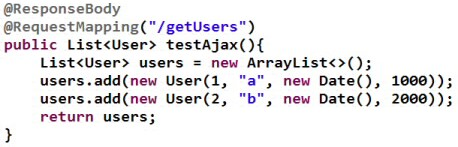 @ResponseBody
@RequestMapping("/getUsers")
public List<User> testAjax(){
    List<User> users = new ArrayList<>();
    users.add(new User(1, "a", new Date(), 1000));
    users.add(new User(2, "b", new Date(), 2000));
    return users;
}